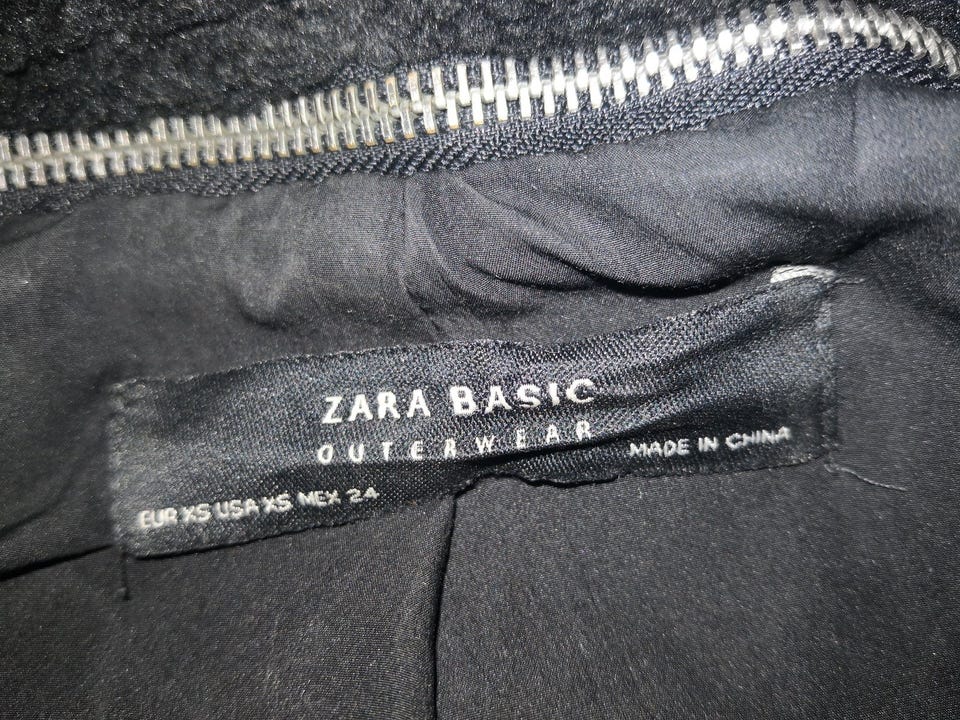 ZARA BASIC
OUTERWEAR
MADE IN CHINA
EUR XS USA XS MEX 24